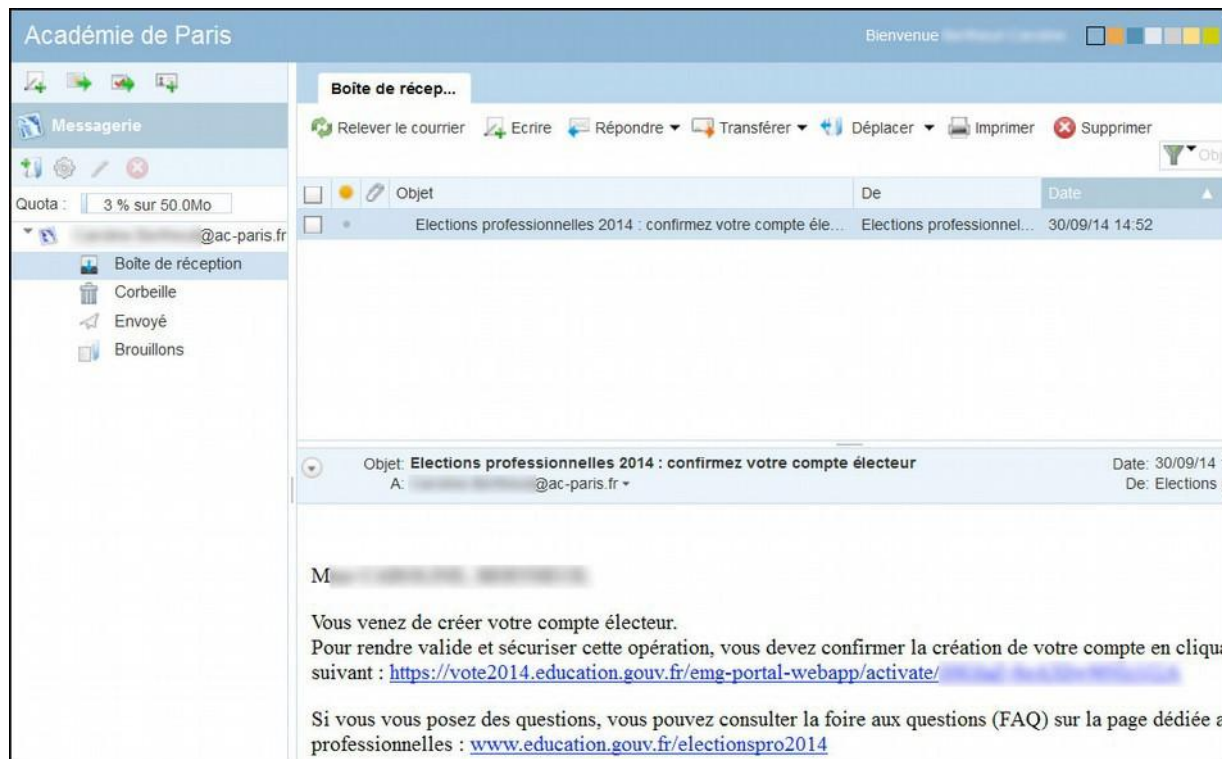 Académie de Paris
Bienvenue
Boîte de récep...
Messagerie
Relever le courrier Ecrire Répondre Transférer Déplacer Imprimer Supprimer
Obj
Quota : 3 % sur 50.0Mo
Objet De Date
@ac-paris.fr
Elections professionnelles 2014 : confirmez votre compte éle... Elections professionnel... 30/09/14 14:52
Boîte de réception
Corbeille
Envoyé
Brouillons
Objet: Elections professionnelles 2014 : confirmez votre compte électeur Date: 30/09/14
A: @ac-paris.fr De: Elections
Vous venez de créer votre compte électeur.
Pour rendre valide et sécuriser cette opération, vous devez confirmer la création de votre compte en cliqua
suivant : https://vote2014.education.gouv.fr/emg-portal-webapp/activate/
Si vous vous posez des questions, vous pouvez consulter la foire aux questions (FAQ) sur la page dédiée a
professionnelles : www.education.gouv.fr/electionspro2014